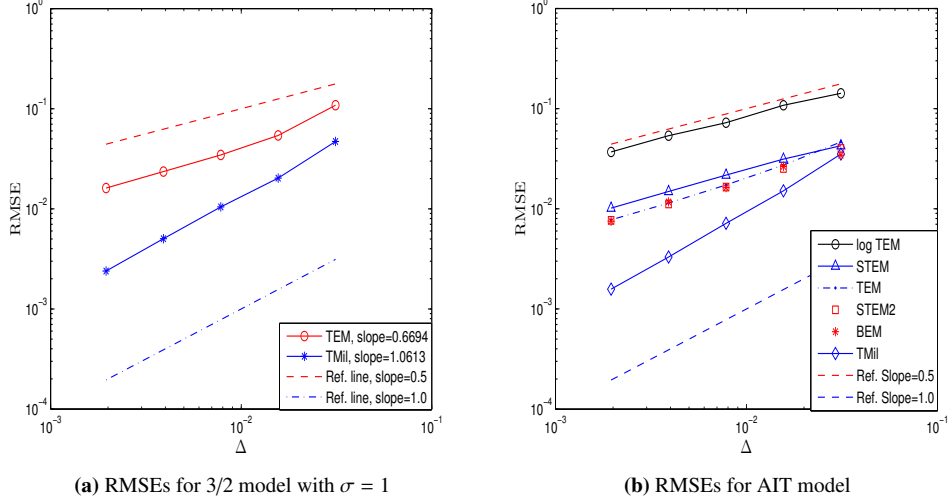 10^0
10^-1
10^-2
10^-3
10^-4
RMSE
10^-3
10^-2
10^-1
Δ
TEM, slope=0.6694
TMil, slope=1.0613
Ref. line, slope=0.5
Ref. line, slope=1.0
(a) RMSEs for 3/2 model with σ = 1
10^0
10^-1
10^-2
10^-3
10^-4
RMSE
10^-3
10^-2
10^-1
Δ
log TEM
STEM
TEM
STEM2
BEM
TMil
Ref. Slope=0.5
Ref. Slope=1.0
(b) RMSEs for AIT model